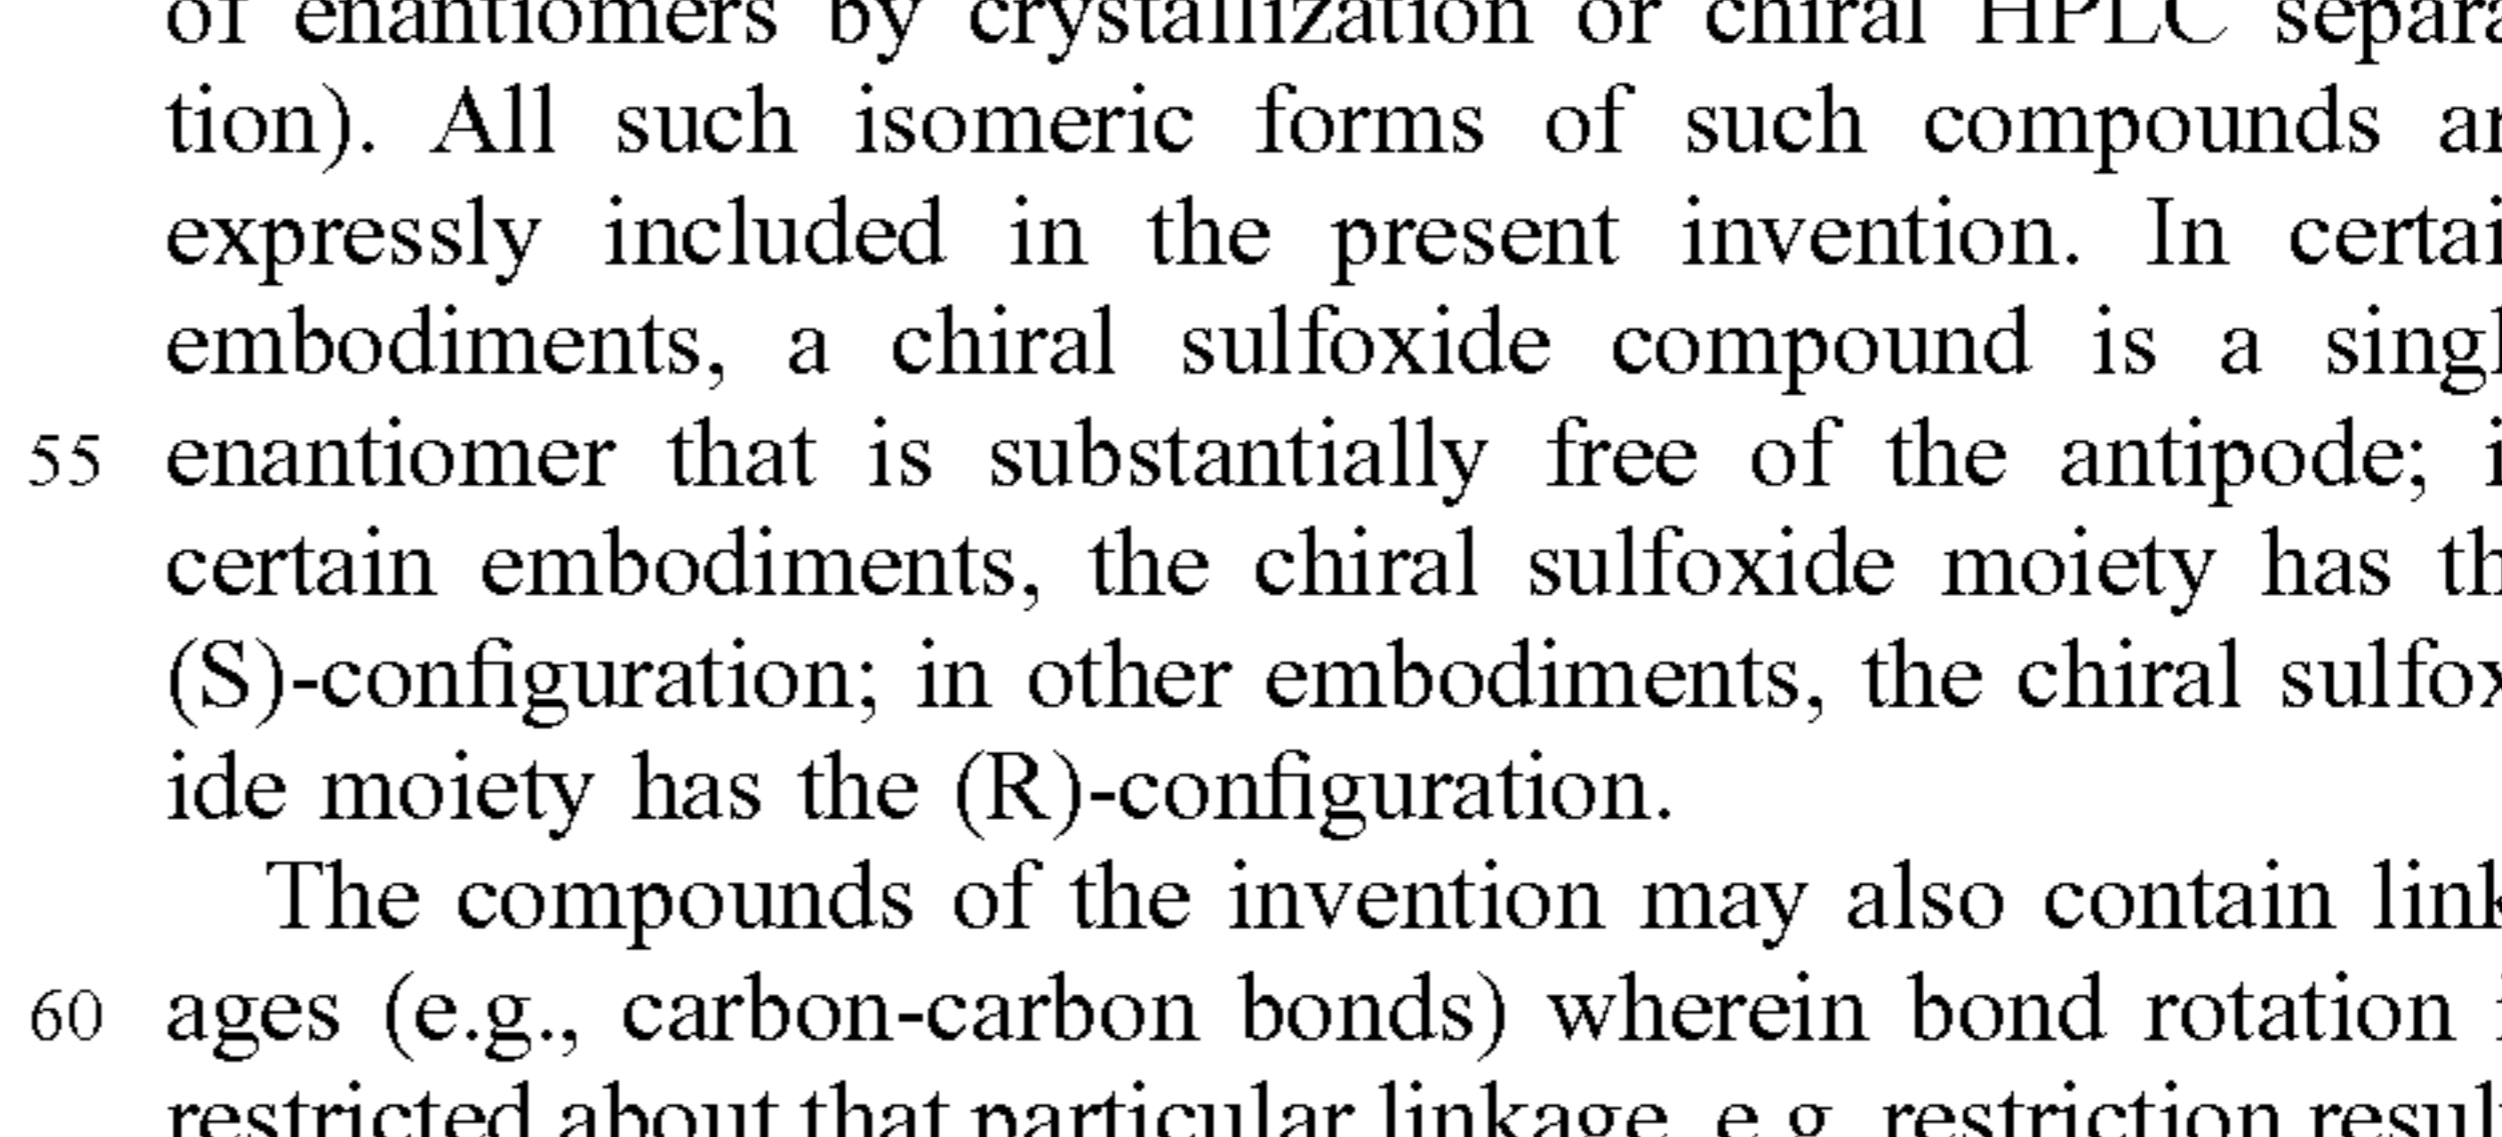 of enantiomers by crystallization or chiral HPLC separa
tion). All such isomeric forms of such compounds ar
expressly included in the present invention. In certai
embodiments, a chiral sulfoxide compound is a singl
55 enantiomer that is substantially free of the antipode; i
certain embodiments, the chiral sulfoxide moiety has th
(S)-configuration; in other embodiments, the chiral sulfox
ide moiety has the (R)-configuration.
The compounds of the invention may also contain link
60 ages (e.g., carbon-carbon bonds) wherein bond rotation i
restricted about that particular linkage, e.g. restriction resul